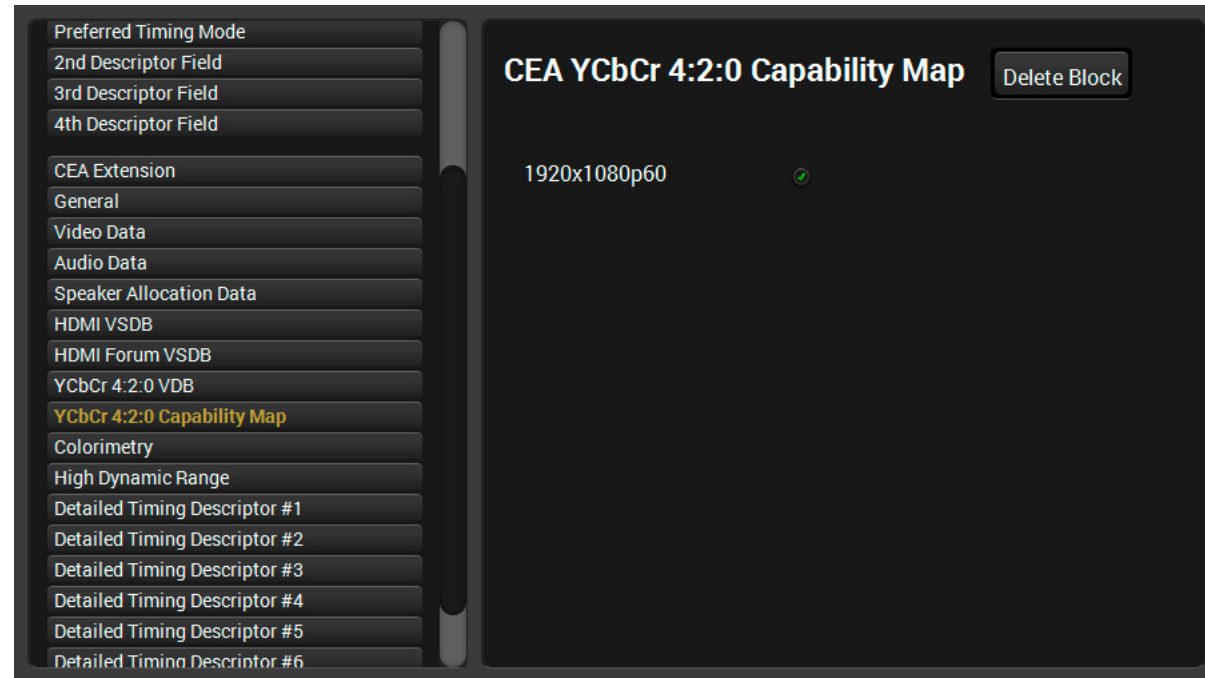 Preferred Timing Mode
2nd Descriptor Field
3rd Descriptor Field
4th Descriptor Field
CEA Extension
General
Video Data
Audio Data
Speaker Allocation Data
HDMI VSDB
HDMI Forum VSDB
YCbCr 4:2:0 VDB
YCbCr 4:2:0 Capability Map
Colorimetry
High Dynamic Range
Detailed Timing Descriptor #1
Detailed Timing Descriptor #2
Detailed Timing Descriptor #3
Detailed Timing Descriptor #4
Detailed Timing Descriptor #5
Detailed Timing Descriptor #6
CEA YCbCr 4:2:0 Capability Map
Delete Block
1920x1080p60